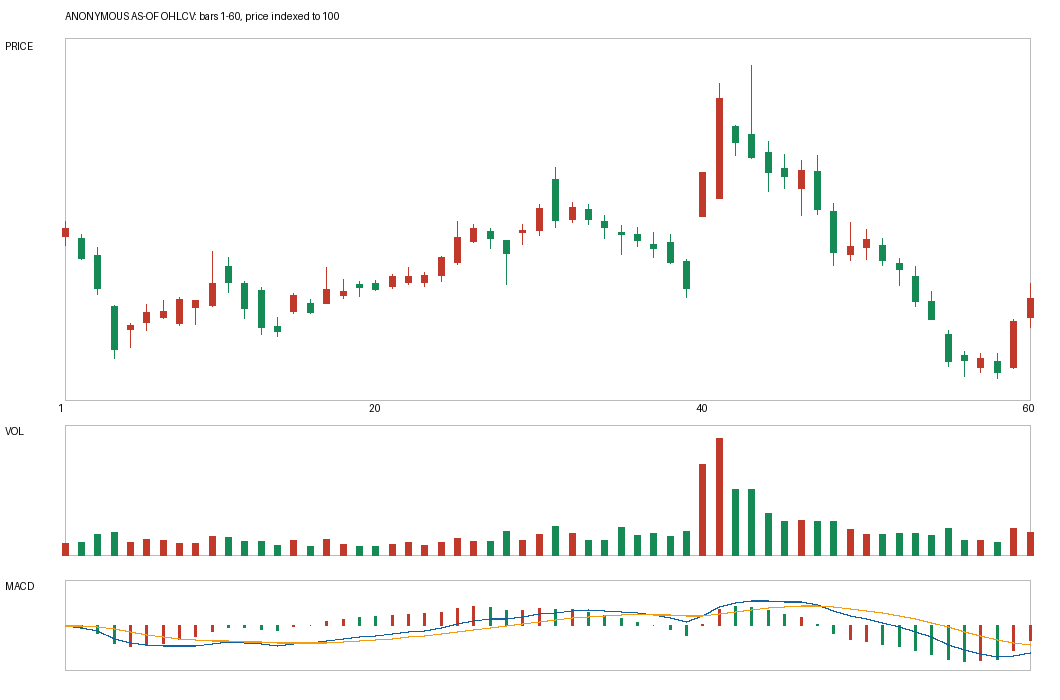 ANONYMOUS AS-OF OHLCV: bars 1-60, price indexed to 100
PRICE
1 20 40 60
VOL
MACD